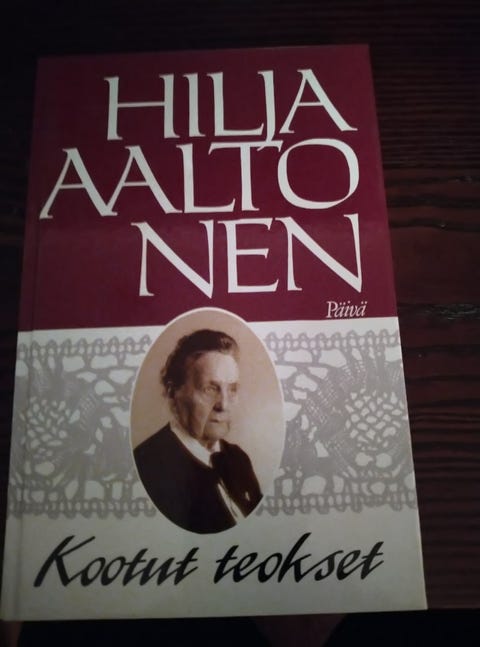 HILJA
AALTO
NEN
Päivä
Kootut teokset